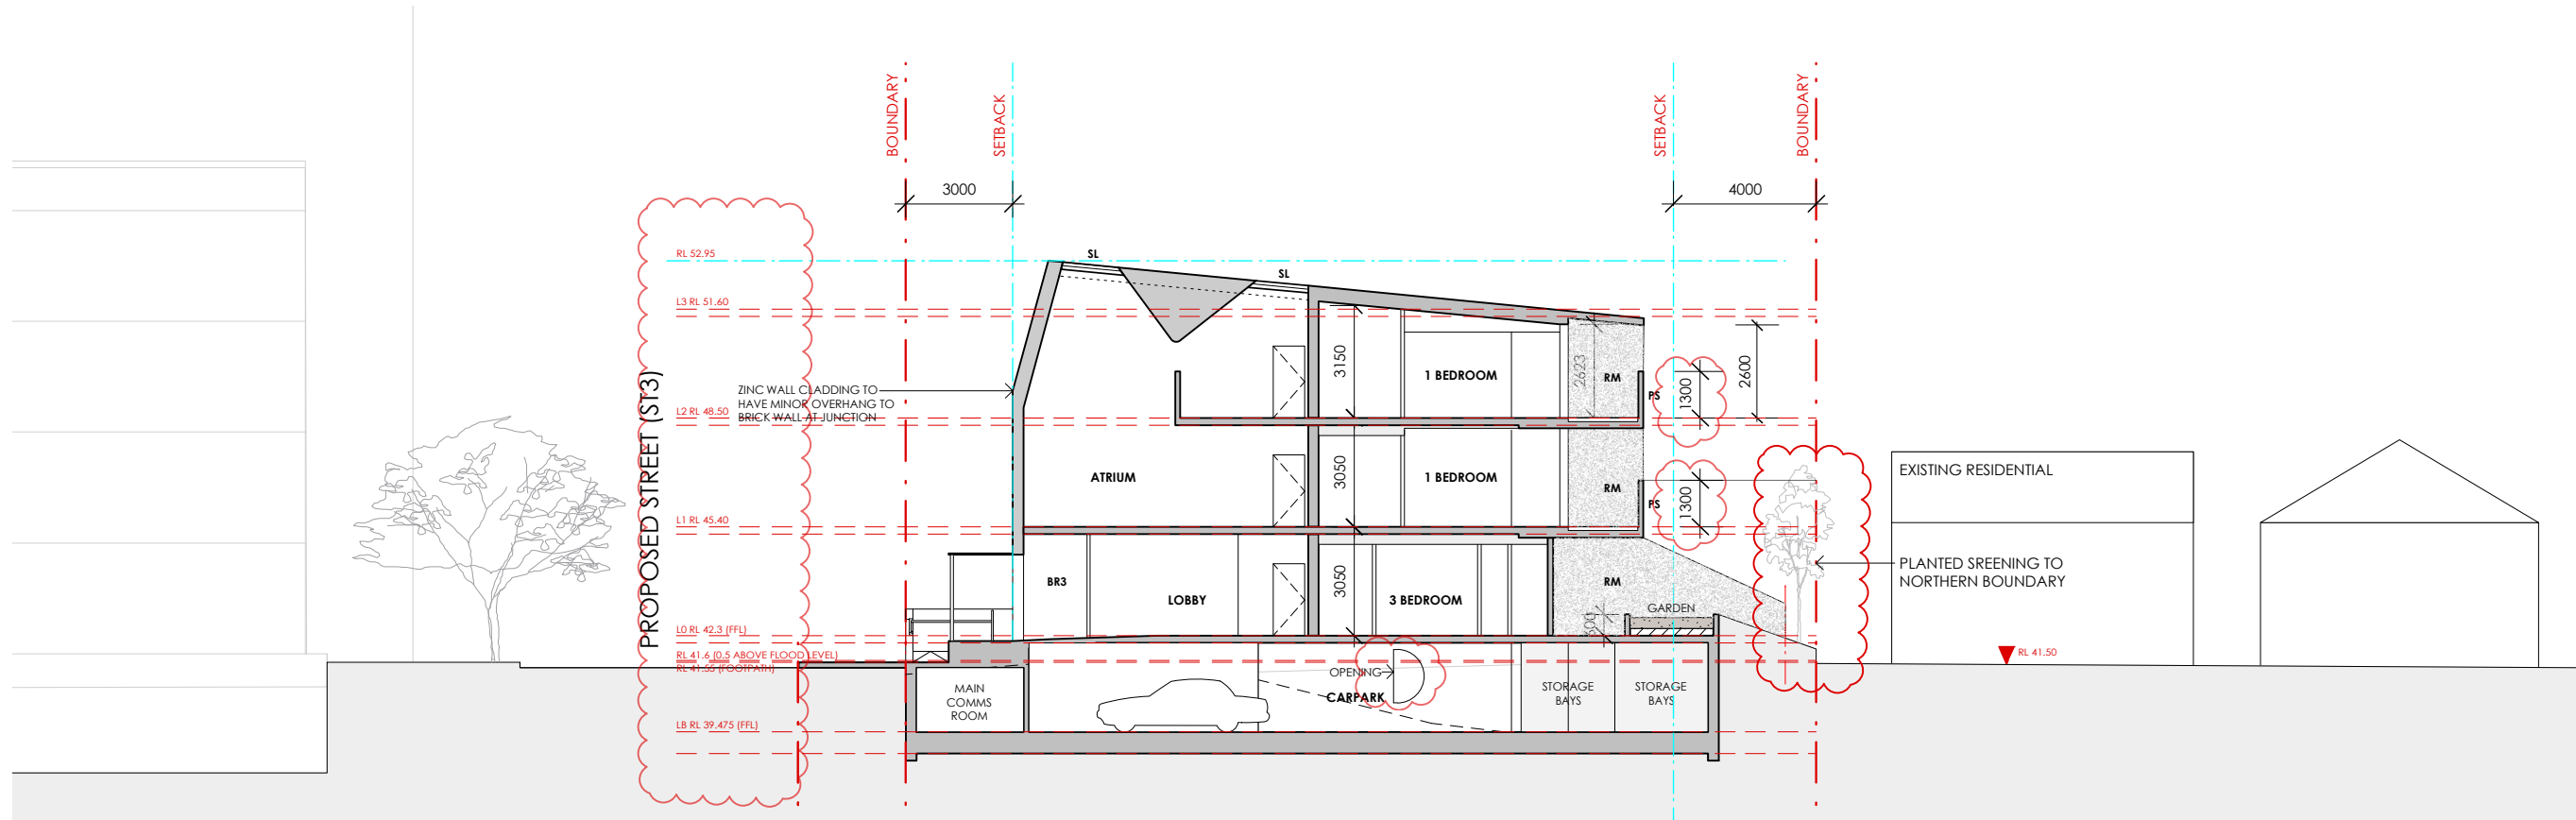 BOUNDARY
SETBACK
SETBACK
BOUNDARY
3000
4000
RL 52.95
SL
SL
L3 RL 51.60
3150
1 BEDROOM
2623
RM
PS
1300
2600
ZINC WALL CLADDING TO
HAVE MINOR OVERHANG TO
BRICK WALL AT JUNCTION
L2 RL 48.50
PROPOSED STREET (ST3)
ATRIUM
3050
1 BEDROOM
RM
PS
1300
EXISTING RESIDENTIAL
L1 RL 45.40
BR3
LOBBY
3050
3 BEDROOM
RM
GARDEN
600
PLANTED SREENING TO
NORTHERN BOUNDARY
L0 RL 42.3 (FFL)
RL 41.6 (0.5 ABOVE FLOOD LEVEL)
RL 41.55 (FOOTPATH)
RL 41.50
OPENING
CARPARK
MAIN
COMMS
ROOM
STORAGE
BAYS
STORAGE
BAYS
LB RL 39.475 (FFL)